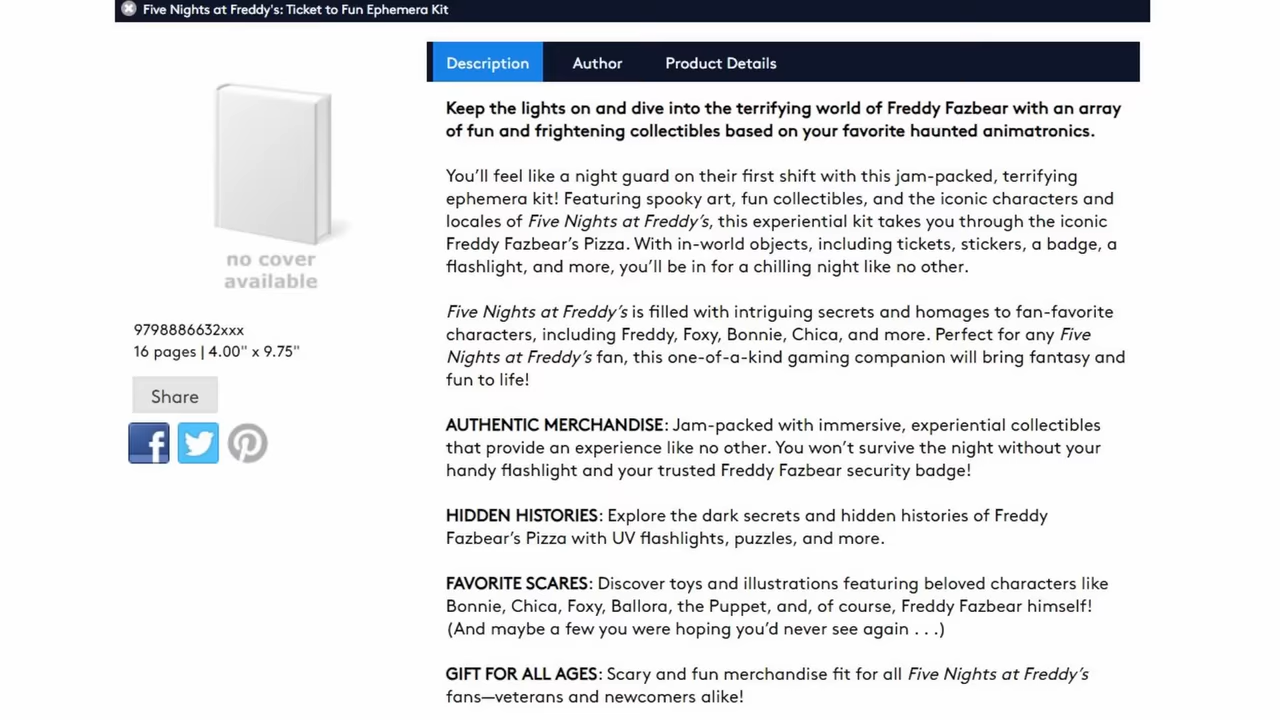 Five Nights at Freddy's: Ticket to Fun Ephemera Kit
Description Author Product Details
no cover
available
9798886632xxx
16 pages | 4.00" x 9.75"
Share
Keep the lights on and dive into the terrifying world of Freddy Fazbear with an array
of fun and frightening collectibles based on your favorite haunted animatronics.
You’ll feel like a night guard on their first shift with this jam-packed, terrifying
ephemera kit! Featuring spooky art, fun collectibles, and the iconic characters and
locales of Five Nights at Freddy’s, this experiential kit takes you through the iconic
Freddy Fazbear’s Pizza. With in-world objects, including tickets, stickers, a badge, a
flashlight, and more, you’ll be in for a chilling night like no other.
Five Nights at Freddy’s is filled with intriguing secrets and homages to fan-favorite
characters, including Freddy, Foxy, Bonnie, Chica, and more. Perfect for any Five
Nights at Freddy’s fan, this one-of-a-kind gaming companion will bring fantasy and
fun to life!
AUTHENTIC MERCHANDISE: Jam-packed with immersive, experiential collectibles
that provide an experience like no other. You won’t survive the night without your
handy flashlight and your trusted Freddy Fazbear security badge!
HIDDEN HISTORIES: Explore the dark secrets and hidden histories of Freddy
Fazbear’s Pizza with UV flashlights, puzzles, and more.
FAVORITE SCARES: Discover toys and illustrations featuring beloved characters like
Bonnie, Chica, Foxy, Ballora, the Puppet, and, of course, Freddy Fazbear himself!
(And maybe a few you were hoping you’d never see again . . .)
GIFT FOR ALL AGES: Scary and fun merchandise fit for all Five Nights at Freddy’s
fans—veterans and newcomers alike!